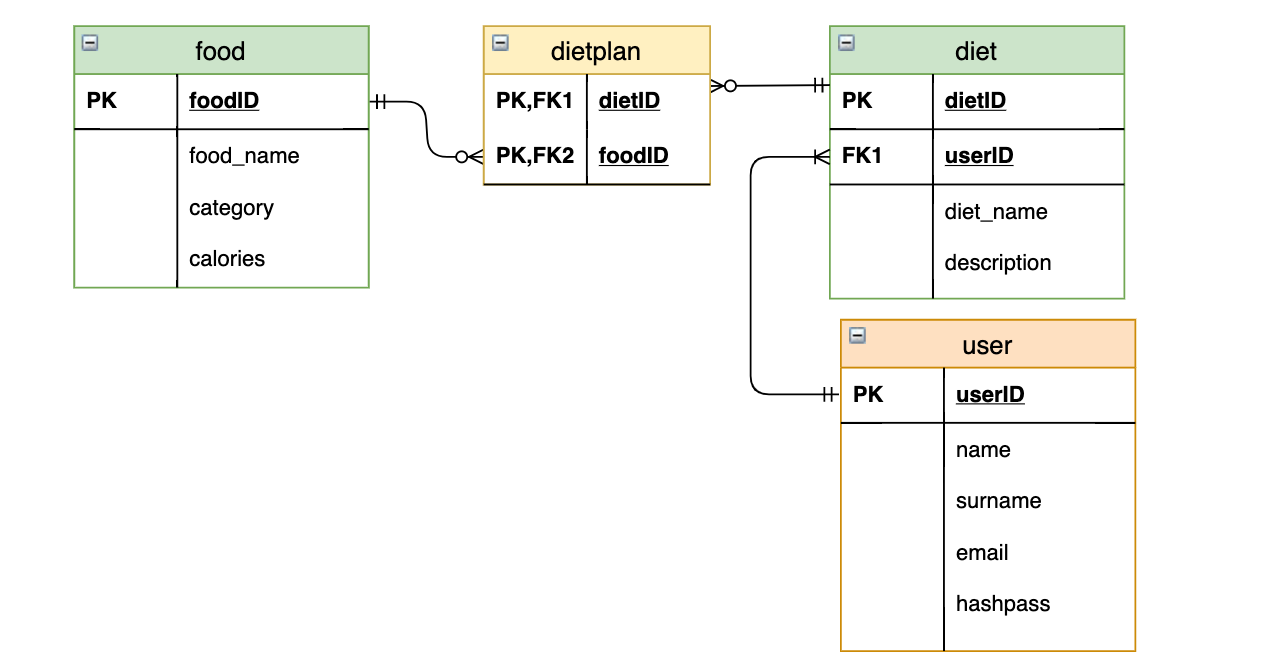 food
PK foodID
food_name
category
calories
dietplan
PK,FK1 dietID
PK,FK2 foodID
diet
PK dietID
FK1 userID
diet_name
description
user
PK userID
name
surname
email
hashpass